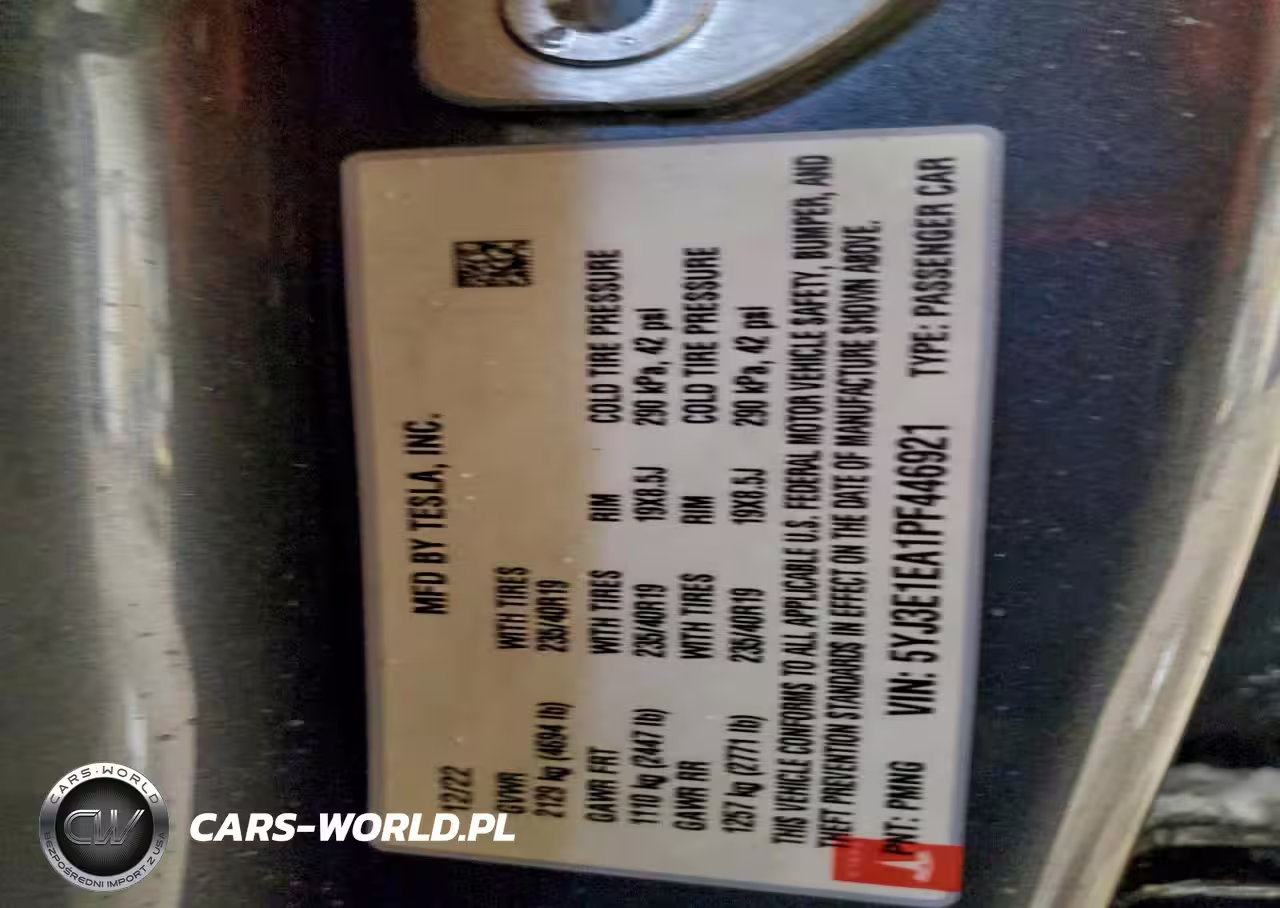 MFD BY TESLA, INC.
1222
GVWR WITH TIRES
2129 kg (4694 lb) 235/40R19
GAWR FRT WITH TIRES RIM COLD TIRE PRESSURE
1110 kg (2447 lb) 235/40R19 19X8.5J 290 kPa, 42 psi
GAWR RR WITH TIRES RIM COLD TIRE PRESSURE
1257 kg (2771 lb) 235/40R19 19X8.5J 290 kPa, 42 psi
THIS VEHICLE CONFORMS TO ALL APPLICABLE U.S. FEDERAL MOTOR VEHICLE SAFETY, BUMPER, AND
THEFT PREVENTION STANDARDS IN EFFECT ON THE DATE OF MANUFACTURE SHOWN ABOVE.
PNT: PMNG VIN: 5YJ3E1EA1PF446921 TYPE: PASSENGER CAR
CARS-WORLD
CW
BEZPOŚREDNI IMPORT Z USA
CARS-WORLD.PL